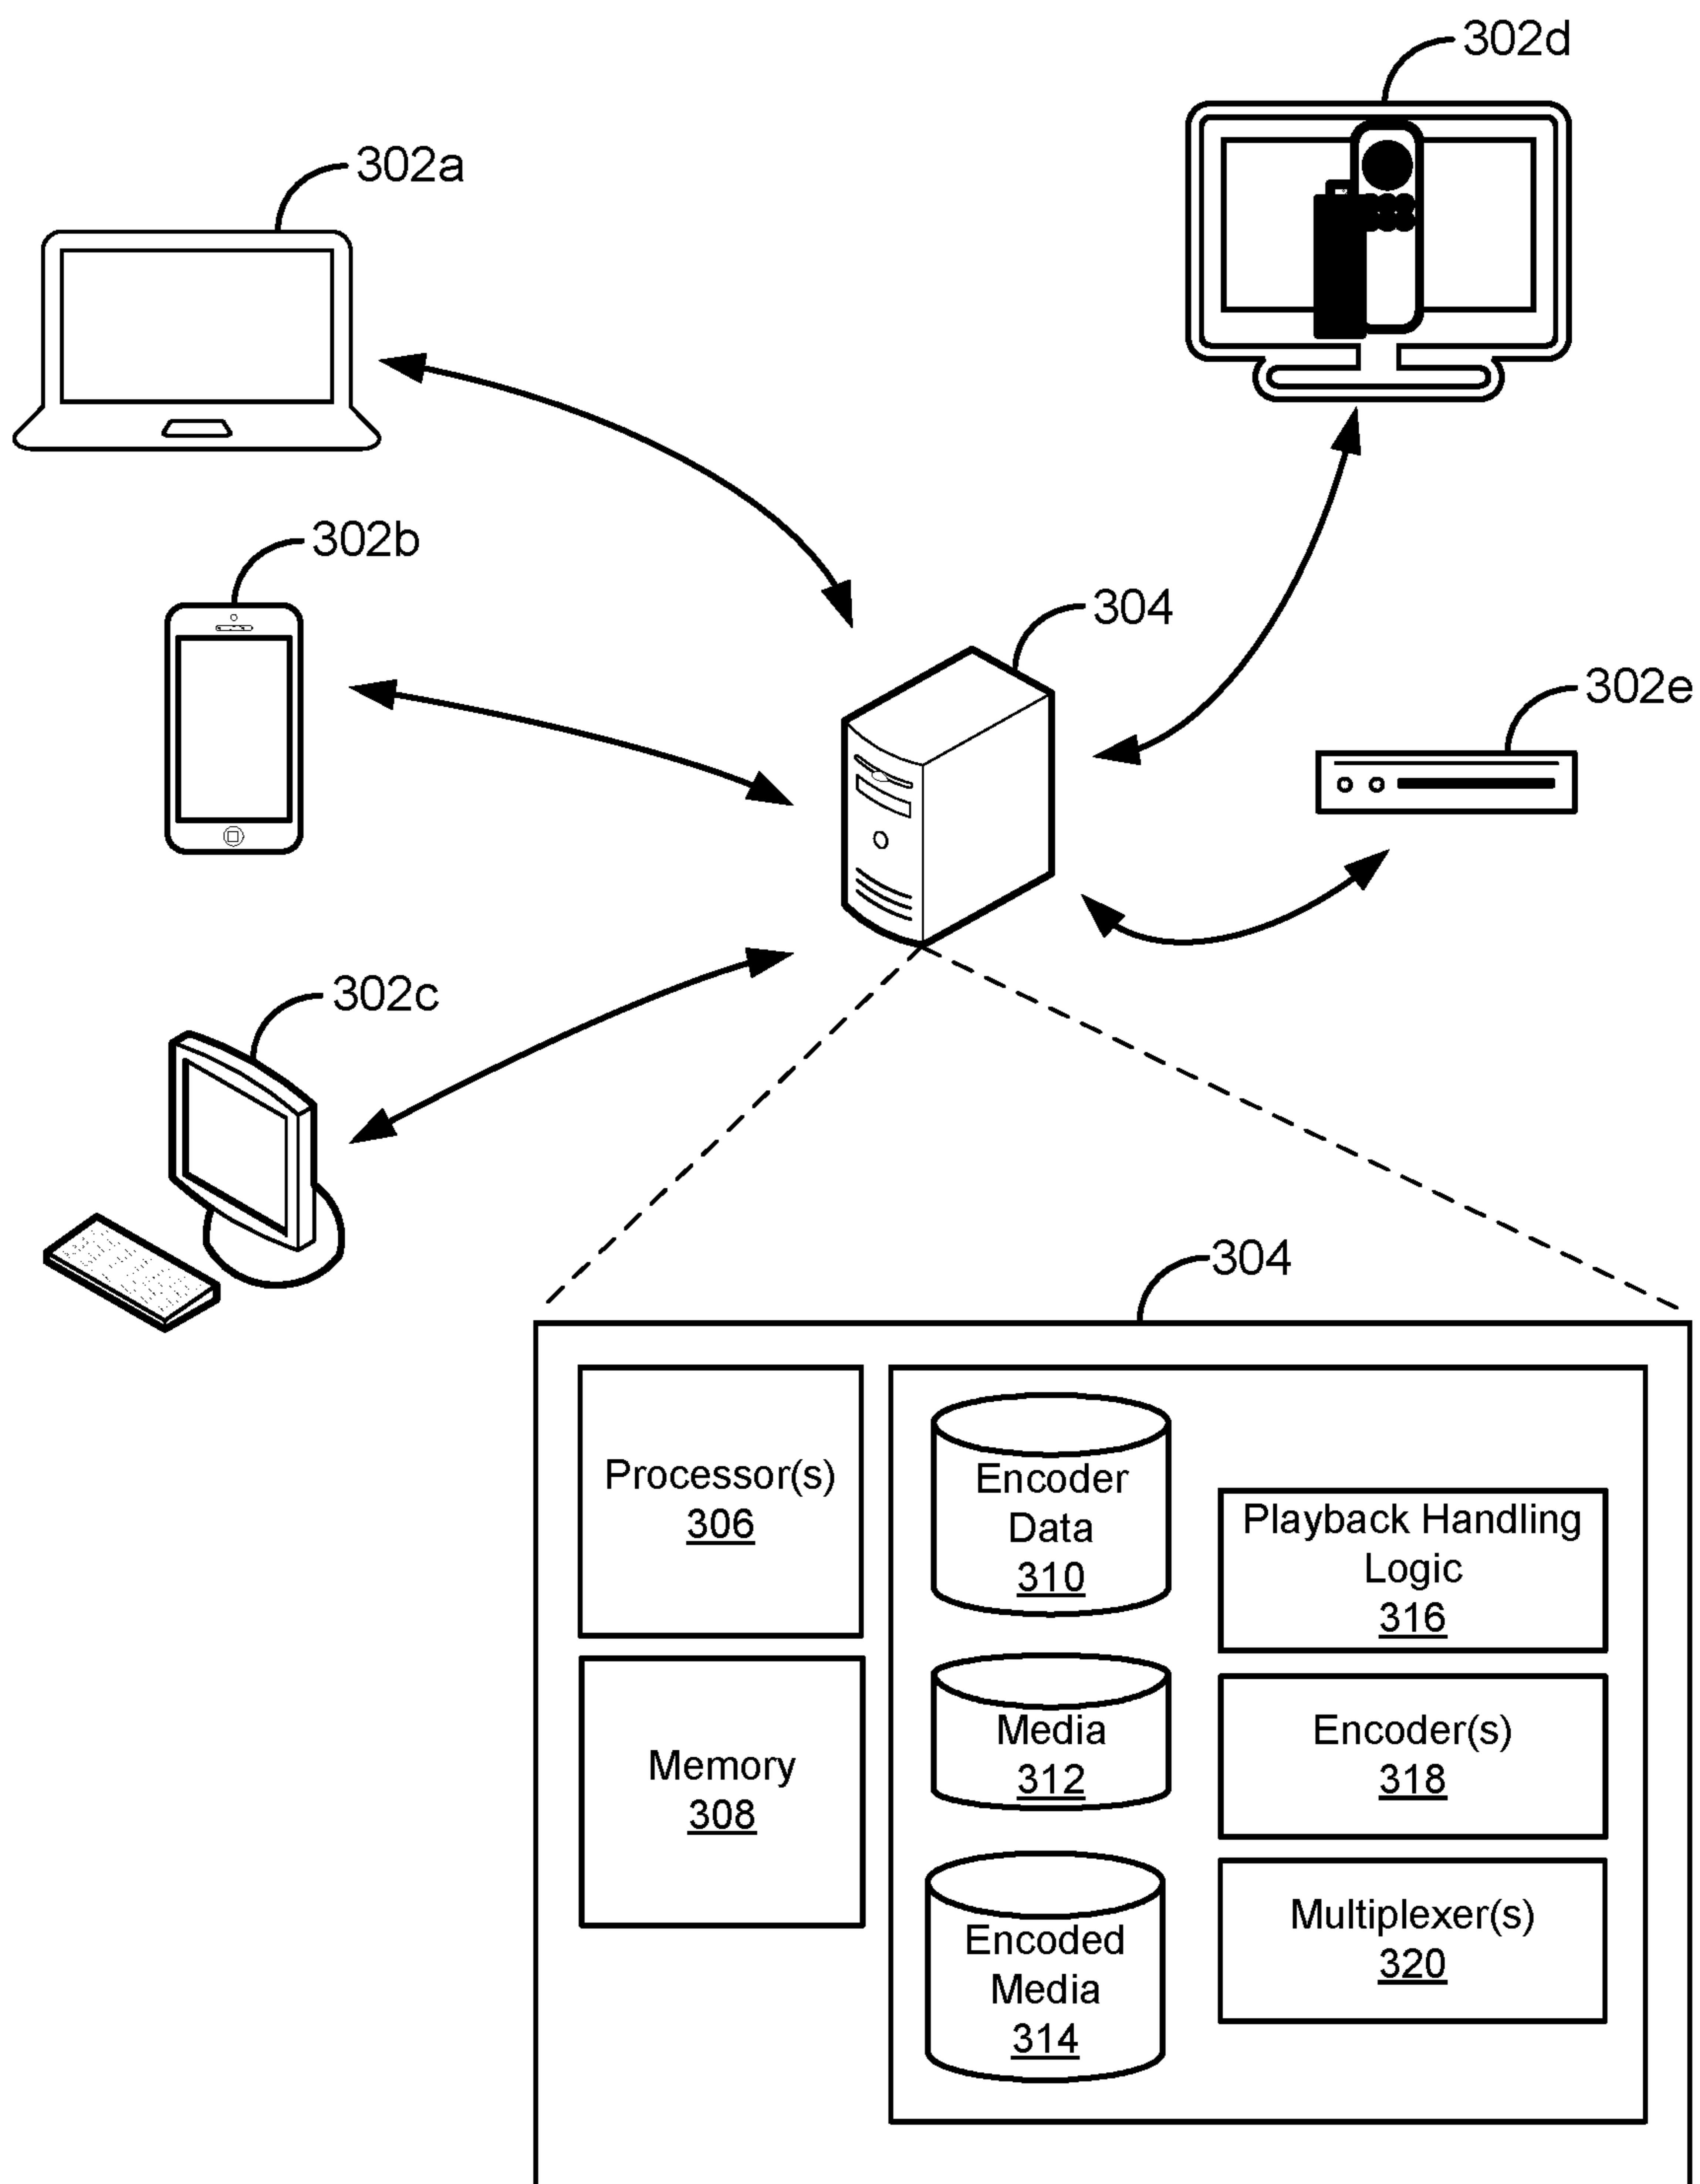 302d
302a
302b
304
302e
302c
304
Processor(s)
306
Memory
308
Encoder
Data
310
Media
312
Encoded
Media
314
Playback Handling
Logic
316
Encoder(s)
318
Multiplexer(s)
320